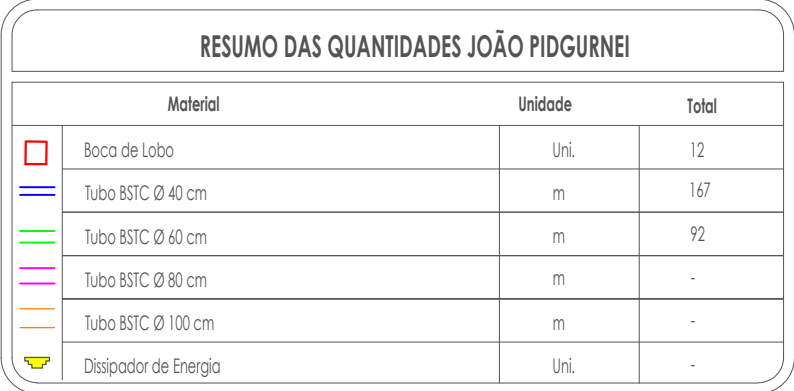 RESUMO DAS QUANTIDADES JOÃO PIDGURNEI
Material Unidade Total
Boca de Lobo Uni. 12
Tubo BSTC Ø 40 cm m 167
Tubo BSTC Ø 60 cm m 92
Tubo BSTC Ø 80 cm m -
Tubo BSTC Ø 100 cm m -
Dissipador de Energia Uni. -